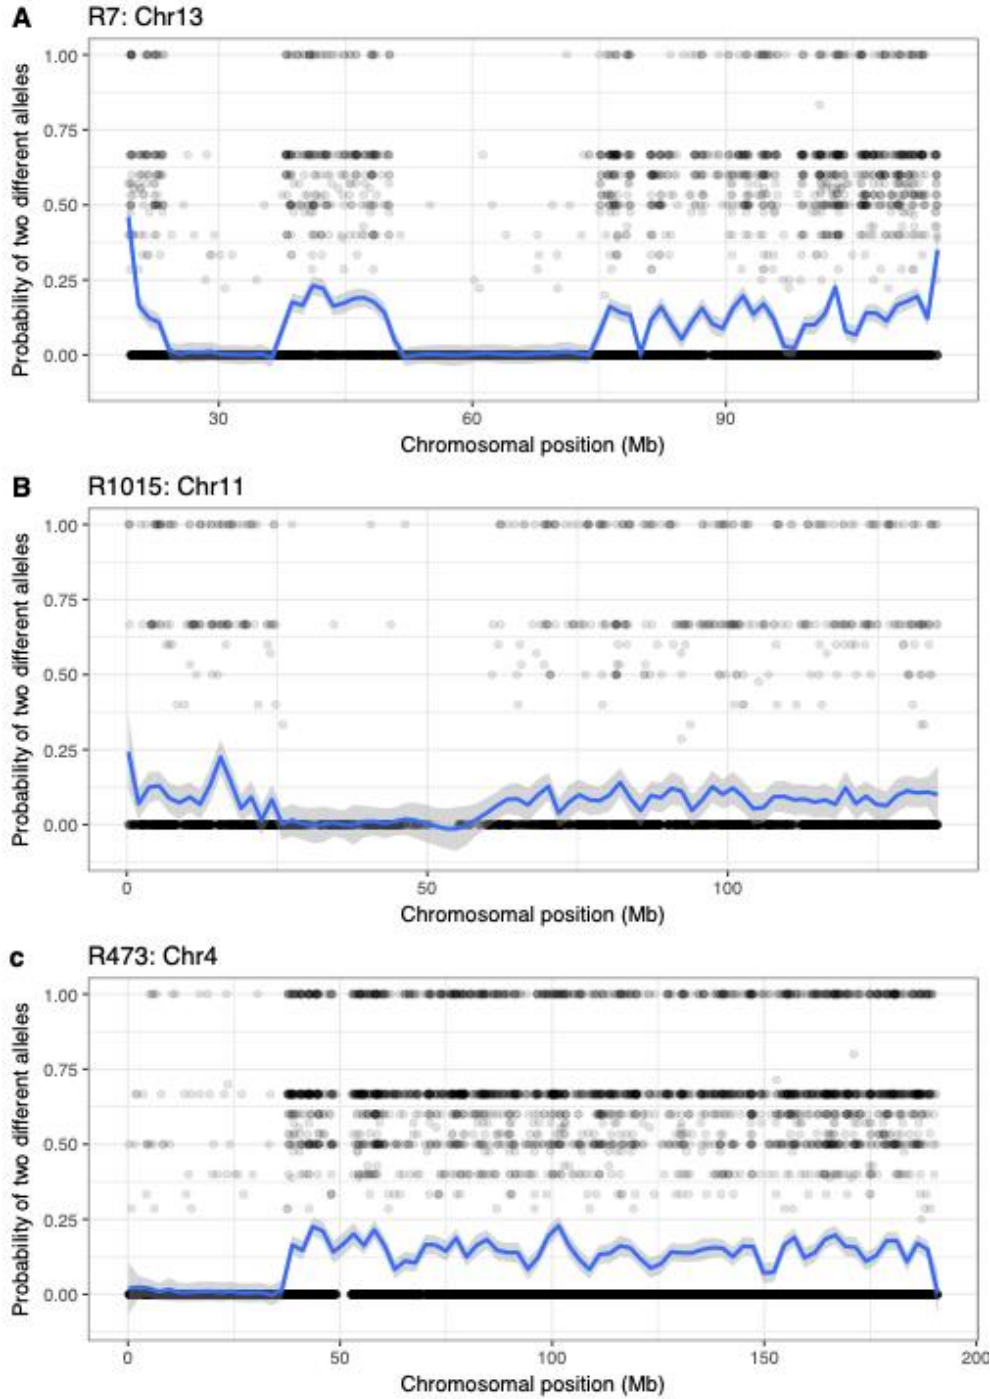 A R7: Chr13
Probability of two different alleles
1.00
0.75
0.50
0.25
0.00
30 60 90
Chromosomal position (Mb)
B R1015: Chr11
Probability of two different alleles
1.00
0.75
0.50
0.25
0.00
0 50 100
Chromosomal position (Mb)
c R473: Chr4
Probability of two different alleles
1.00
0.75
0.50
0.25
0.00
0 50 100 150 200
Chromosomal position (Mb)